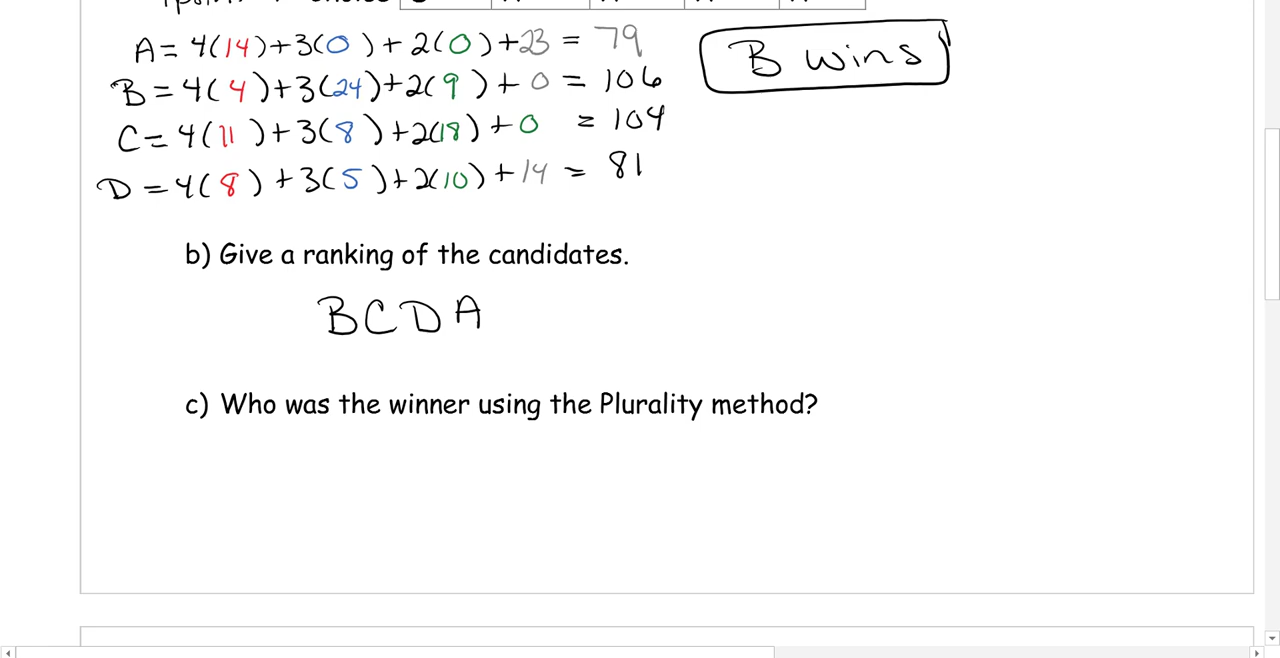 choice
A = 4(14)+3(0)+2(0)+23 = 79
B = 4(4)+3(24)+2(9)+0 = 106
C = 4(11)+3(8)+2(18)+0 = 104
D = 4(8)+3(5)+2(10)+14 = 81
B wins
b) Give a ranking of the candidates.
BCDA
c) Who was the winner using the Plurality method?